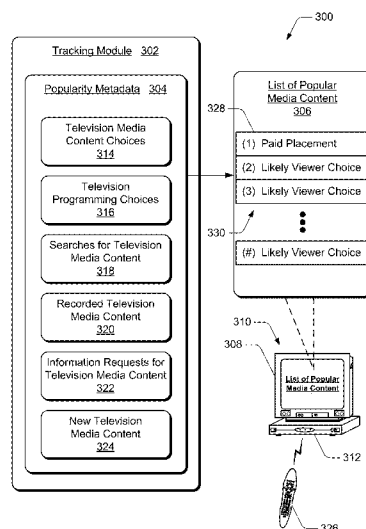 300
Tracking Module 302
Popularity Metadata 304
Television Media
Content Choices
314
Television
Programming Choices
316
Searches for Television
Media Content
318
Recorded Television
Media Content
320
Information Requests for
Television Media Content
322
New Television
Media Content
324
List of Popular
Media Content
306
328
(1) Paid Placement
(2) Likely Viewer Choice
(3) Likely Viewer Choice
330
(#) Likely Viewer Choice
310
308
List of Popular
Media Content
312
326